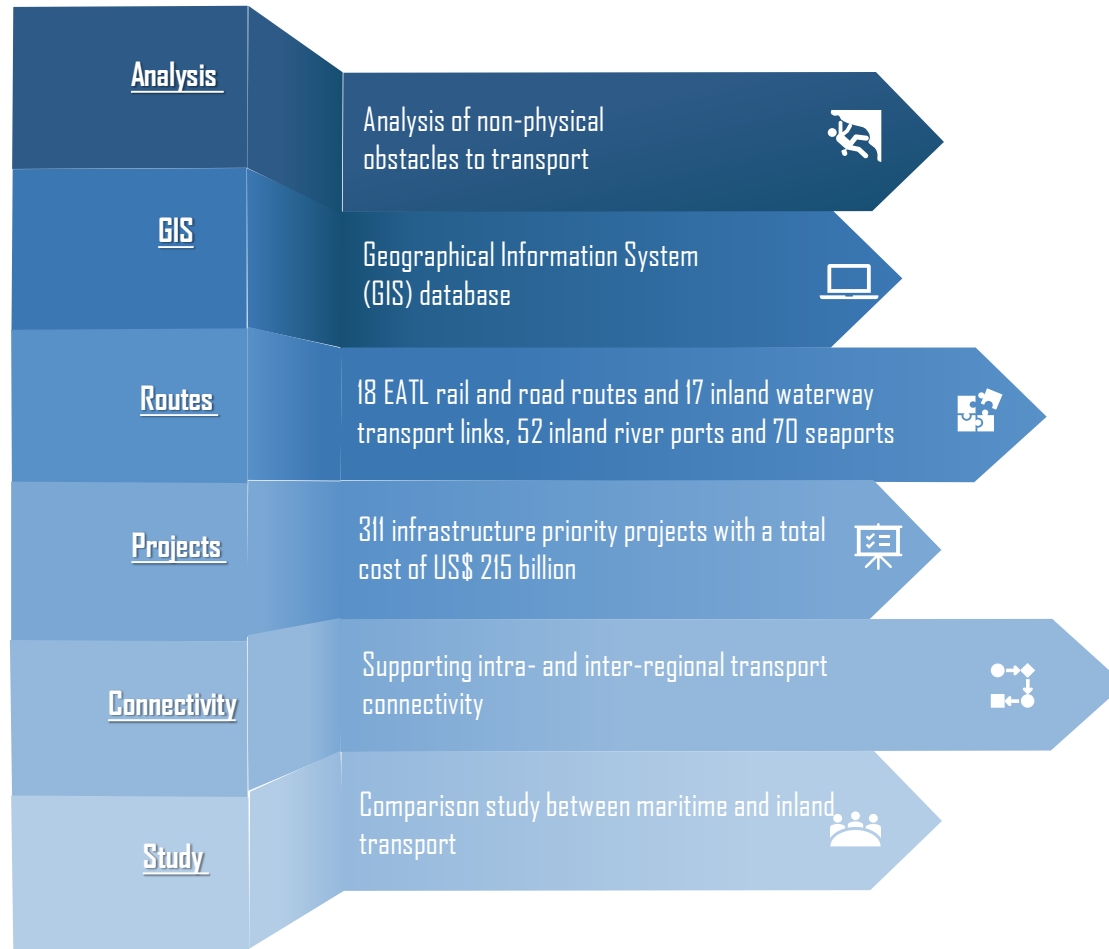 Analysis
Analysis of non-physical
obstacles to transport
GIS
Geographical Information System
(GIS) database
Routes
18 EATL rail and road routes and 17 inland waterway
transport links, 52 inland river ports and 70 seaports
Projects
311 infrastructure priority projects with a total
cost of US$ 215 billion
Connectivity
Supporting intra- and inter-regional transport
connectivity
Study
Comparison study between maritime and inland
transport